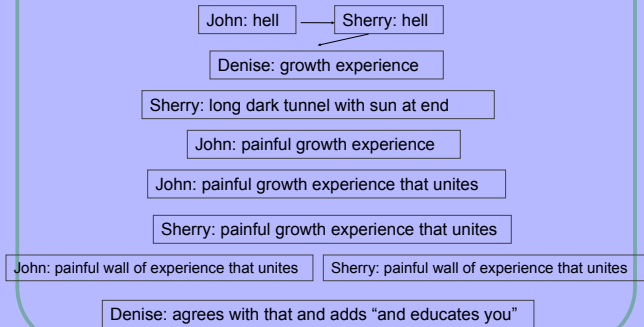 John: hell
Sherry: hell
Denise: growth experience
Sherry: long dark tunnel with sun at end
John: painful growth experience
John: painful growth experience that unites
Sherry: painful growth experience that unites
John: painful wall of experience that unites
Sherry: painful wall of experience that unites
Denise: agrees with that and adds “and educates you”